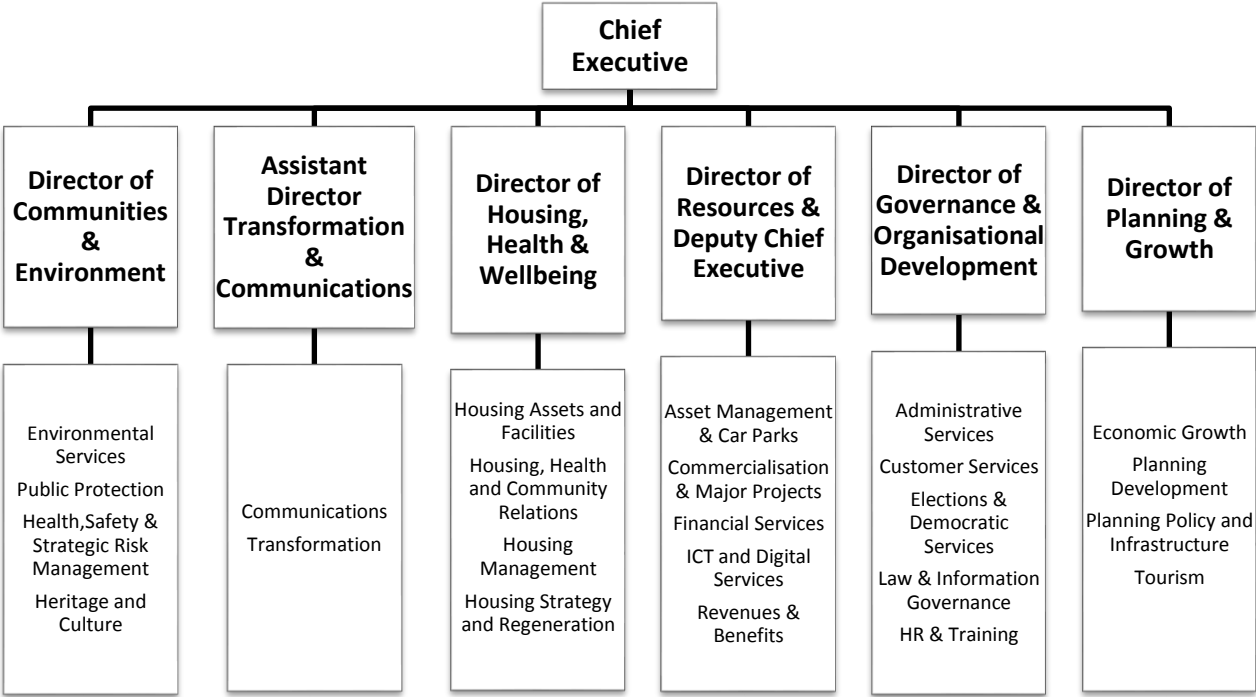 Chief
Executive
Director of
Communities
&
Environment
Assistant
Director
Transformation
&
Communications
Director of
Housing,
Health &
Wellbeing
Director of
Resources &
Deputy Chief
Executive
Director of
Governance &
Organisational
Development
Director of
Planning &
Growth
Environmental
Services
Public Protection
Health,Safety &
Strategic Risk
Management
Heritage and
Culture
Communications
Transformation
Housing Assets and
Facilities
Housing, Health
and Community
Relations
Housing
Management
Housing Strategy
and Regeneration
Asset Management
& Car Parks
Commercialisation
& Major Projects
Financial Services
ICT and Digital
Services
Revenues &
Benefits
Administrative
Services
Customer Services
Elections &
Democratic
Services
Law & Information
Governance
HR & Training
Economic Growth
Planning
Development
Planning Policy and
Infrastructure
Tourism